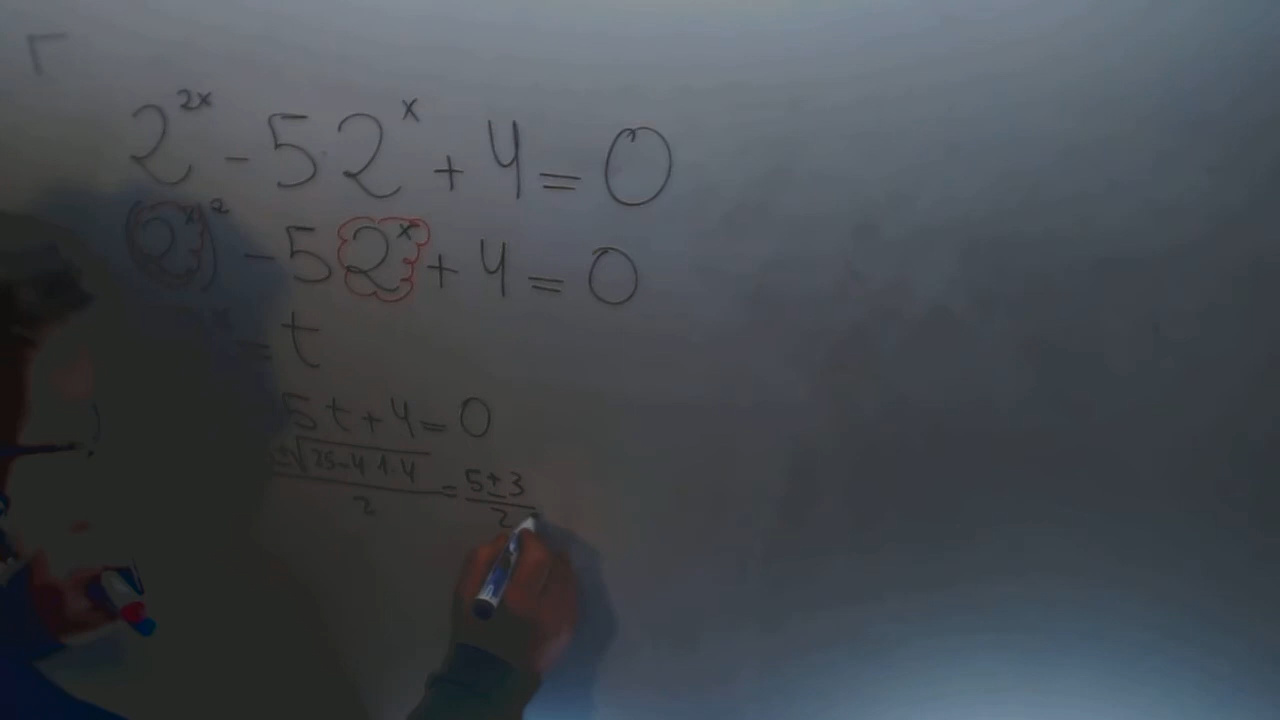 2^{2x} - 5 2^x + 4 = 0
(2^x)^2 - 5 2^x + 4 = 0
= t
5t + 4 = 0
±√(25-4·1·4) / 2 = (5±3) / 2